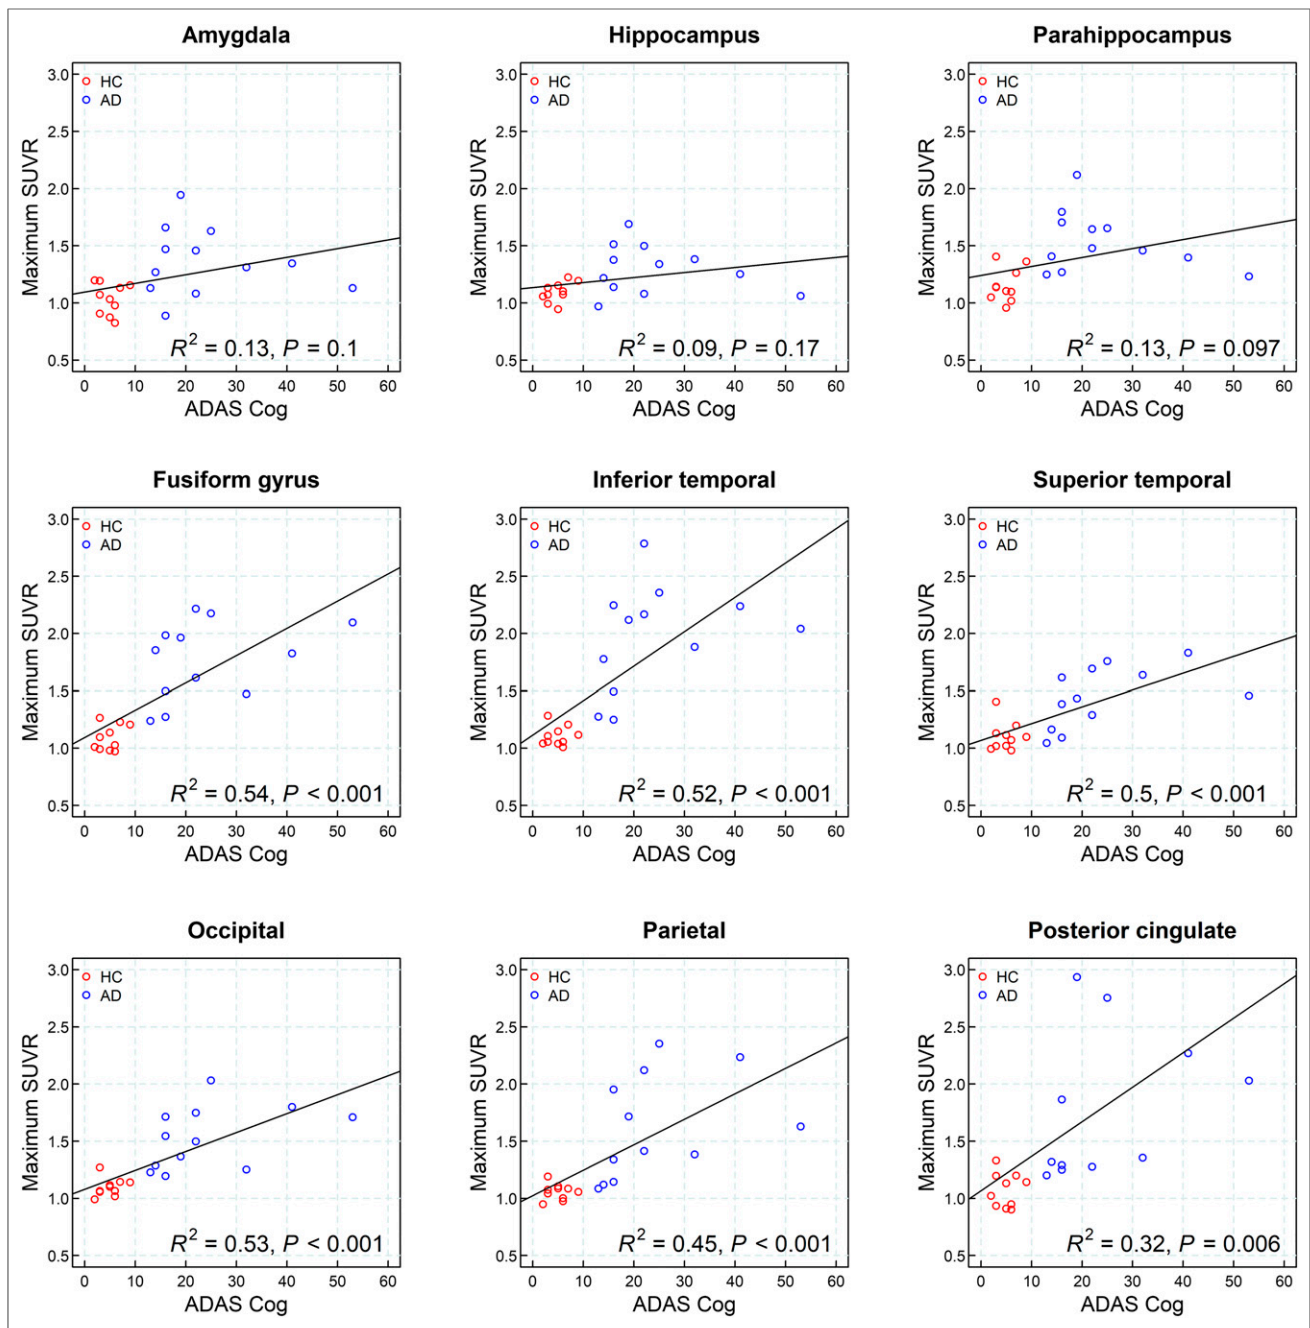 Amygdala
Hippocampus
Parahippocampus
HC
AD
Maximum SUVR
3.0
2.5
2.0
1.5
1.0
0.5
R² = 0.13, P = 0.1
0 10 20 30 40 50 60
ADAS Cog
HC
AD
Maximum SUVR
3.0
2.5
2.0
1.5
1.0
0.5
R² = 0.09, P = 0.17
0 10 20 30 40 50 60
ADAS Cog
HC
AD
Maximum SUVR
3.0
2.5
2.0
1.5
1.0
0.5
R² = 0.13, P = 0.097
0 10 20 30 40 50 60
ADAS Cog
Fusiform gyrus
Inferior temporal
Superior temporal
HC
AD
Maximum SUVR
3.0
2.5
2.0
1.5
1.0
0.5
R² = 0.54, P < 0.001
0 10 20 30 40 50 60
ADAS Cog
HC
AD
Maximum SUVR
3.0
2.5
2.0
1.5
1.0
0.5
R² = 0.52, P < 0.001
0 10 20 30 40 50 60
ADAS Cog
HC
AD
Maximum SUVR
3.0
2.5
2.0
1.5
1.0
0.5
R² = 0.5, P < 0.001
0 10 20 30 40 50 60
ADAS Cog
Occipital
Parietal
Posterior cingulate
HC
AD
Maximum SUVR
3.0
2.5
2.0
1.5
1.0
0.5
R² = 0.53, P < 0.001
0 10 20 30 40 50 60
ADAS Cog
HC
AD
Maximum SUVR
3.0
2.5
2.0
1.5
1.0
0.5
R² = 0.45, P < 0.001
0 10 20 30 40 50 60
ADAS Cog
HC
AD
Maximum SUVR
3.0
2.5
2.0
1.5
1.0
0.5
R² = 0.32, P = 0.006
0 10 20 30 40 50 60
ADAS Cog